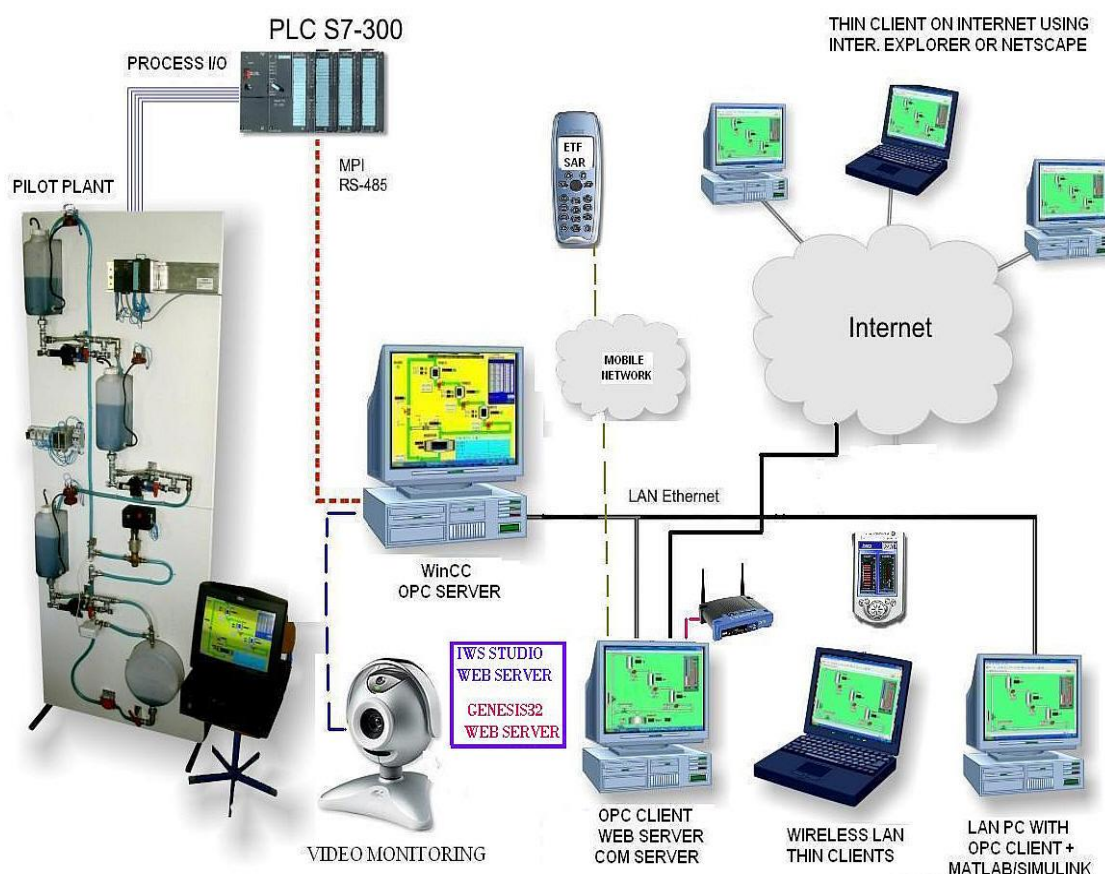 PLC S7-300
PROCESS I/O
THIN CLIENT ON INTERNET USING
INTER. EXPLORER OR NETSCAPE
MPI
RS-485
PILOT PLANT
ETF
SAR
MOBILE
NETWORK
Internet
LAN Ethernet
WinCC
OPC SERVER
IWS STUDIO
WEB SERVER
GENESIS32
WEB SERVER
VIDEO MONITORING
OPC CLIENT
WEB SERVER
COM SERVER
WIRELESS LAN
THIN CLIENTS
LAN PC WITH
OPC CLIENT +
MATLAB/SIMULINK